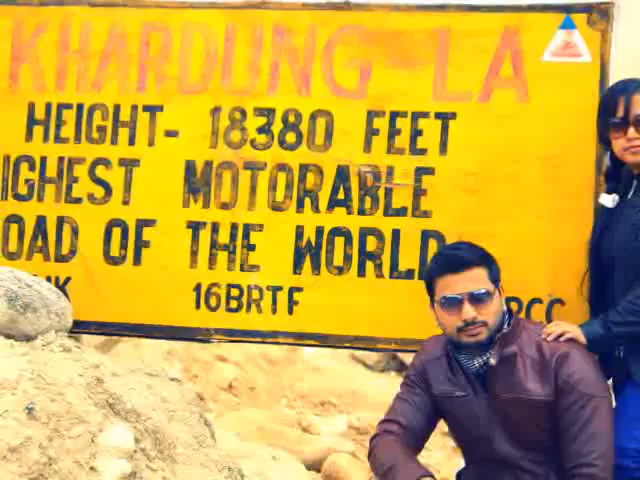 KHARDUNG LA
HEIGHT- 18380 FEET
IGHEST MOTORABLE
OAD OF THE WORLD
16BRTF